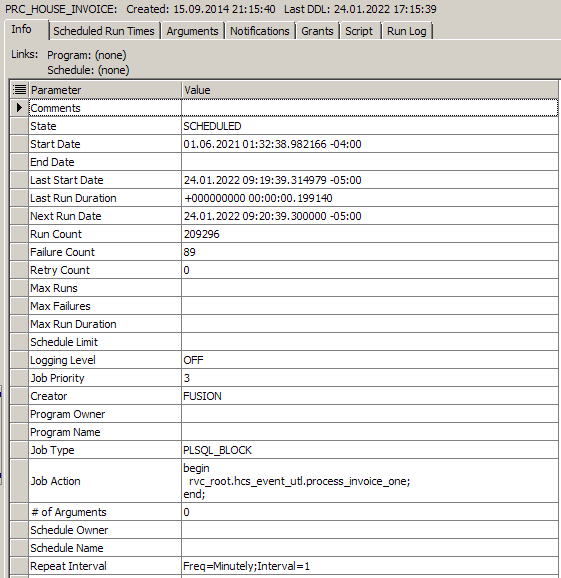 PRC_HOUSE_INVOICE: Created: 15.09.2014 21:15:40 Last DDL: 24.01.2022 17:15:39
Info Scheduled Run Times Arguments Notifications Grants Script Run Log
Links: Program: (none)
Schedule: (none)
Parameter Value
Comments
State SCHEDULED
Start Date 01.06.2021 01:32:38.982166 -04:00
End Date
Last Start Date 24.01.2022 09:19:39.314979 -05:00
Last Run Duration +000000000 00:00:00.199140
Next Run Date 24.01.2022 09:20:39.300000 -05:00
Run Count 209296
Failure Count 89
Retry Count 0
Max Runs
Max Failures
Max Run Duration
Schedule Limit
Logging Level OFF
Job Priority 3
Creator FUSION
Program Owner
Program Name
Job Type PLSQL_BLOCK
Job Action begin
rvc_root.hcs_event_utl.process_invoice_one;
end;
# of Arguments 0
Schedule Owner
Schedule Name
Repeat Interval Freq=Minutely;Interval=1